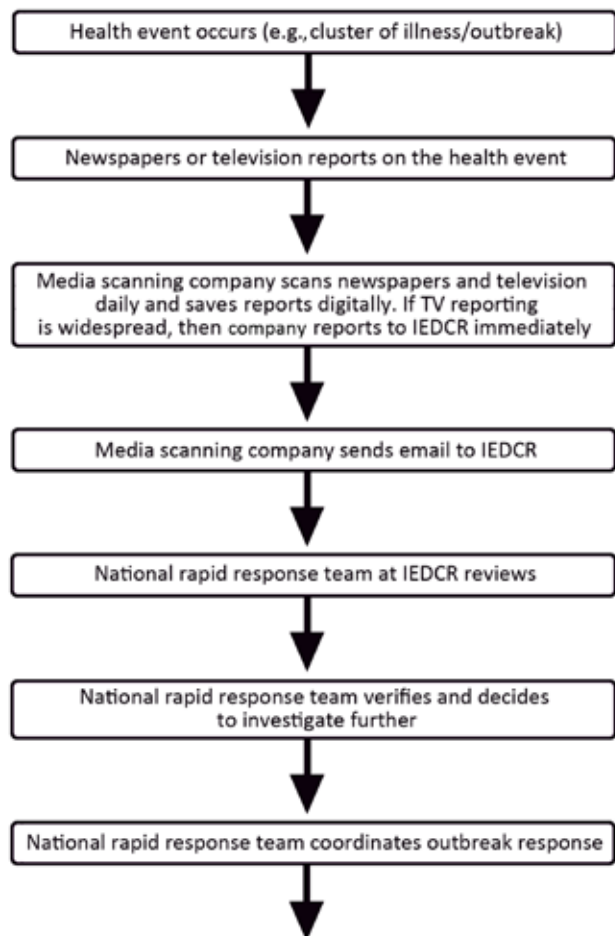 Health event occurs (e.g.,cluster of illness/outbreak)
Newspapers or television reports on the health event
Media scanning company scans newspapers and television
daily and saves reports digitally. If TV reporting
is widespread, then company reports to IEDCR immediately
Media scanning company sends email to IEDCR
National rapid response team at IEDCR reviews
National rapid response team verifies and decides
to investigate further
National rapid response team coordinates outbreak response